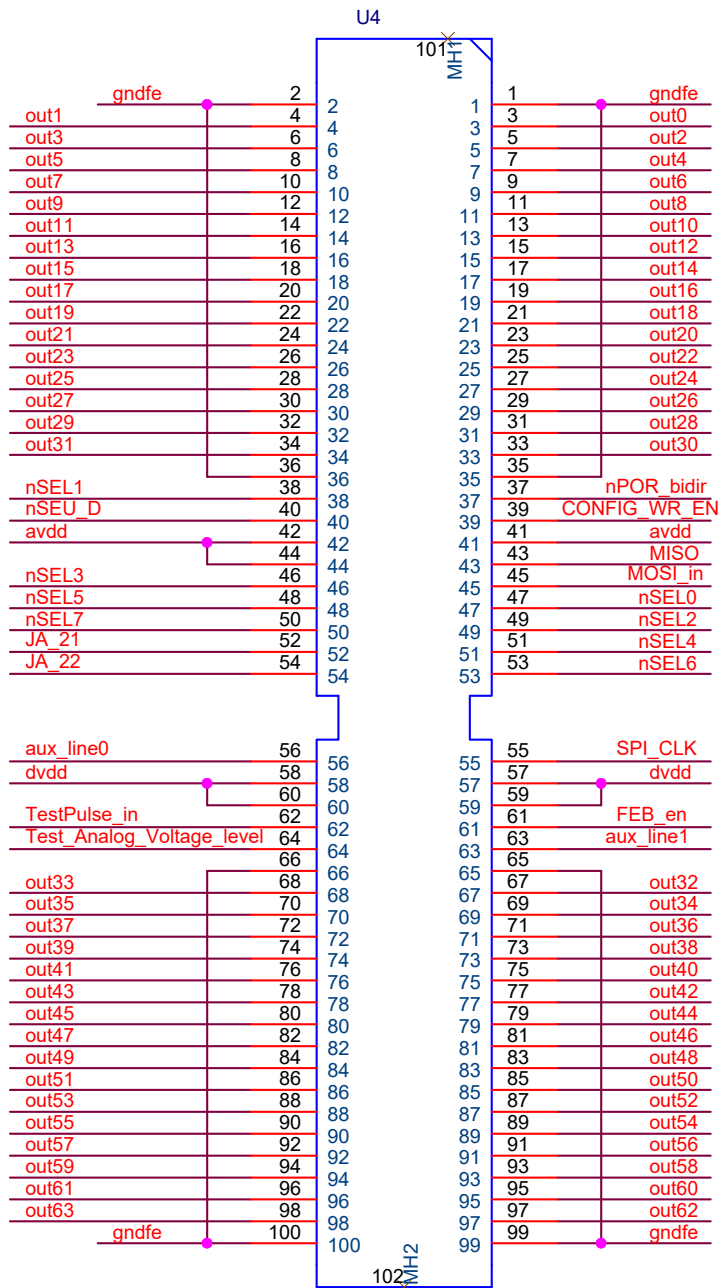 U4
101 MH1
gndfe 2 2 1 1 gndfe
out1 4 4 3 3 out0
out3 6 6 5 5 out2
out5 8 8 7 7 out4
out7 10 10 9 9 out6
out9 12 12 11 11 out8
out11 14 14 13 13 out10
out13 16 16 15 15 out12
out15 18 18 17 17 out14
out17 20 20 19 19 out16
out19 22 22 21 21 out18
out21 24 24 23 23 out20
out23 26 26 25 25 out22
out25 28 28 27 27 out24
out27 30 30 29 29 out26
out29 32 32 31 31 out28
out31 34 34 33 33 out30
36 36 35 35
nSEL1 38 38 37 37 nPOR_bidir
nSEU_D 40 40 39 39 CONFIG_WR_EN
avdd 42 42 41 41 avdd
44 44 43 43 MISO
nSEL3 46 46 45 45 MOSI_in
nSEL5 48 48 47 47 nSEL0
nSEL7 50 50 49 49 nSEL2
JA_21 52 52 51 51 nSEL4
JA_22 54 54 53 53 nSEL6
aux_line0 56 56 55 55 SPI_CLK
dvdd 58 58 57 57 dvdd
60 60 59 59
TestPulse_in 62 62 61 61 FEB_en
Test_Analog_Voltage_level 64 64 63 63 aux_line1
66 66 65 65
out33 68 68 67 67 out32
out35 70 70 69 69 out34
out37 72 72 71 71 out36
out39 74 74 73 73 out38
out41 76 76 75 75 out40
out43 78 78 77 77 out42
out45 80 80 79 79 out44
out47 82 82 81 81 out46
out49 84 84 83 83 out48
out51 86 86 85 85 out50
out53 88 88 87 87 out52
out55 90 90 89 89 out54
out57 92 92 91 91 out56
out59 94 94 93 93 out58
out61 96 96 95 95 out60
out63 98 98 97 97 out62
gndfe 100 100 99 99 gndfe
102 MH2